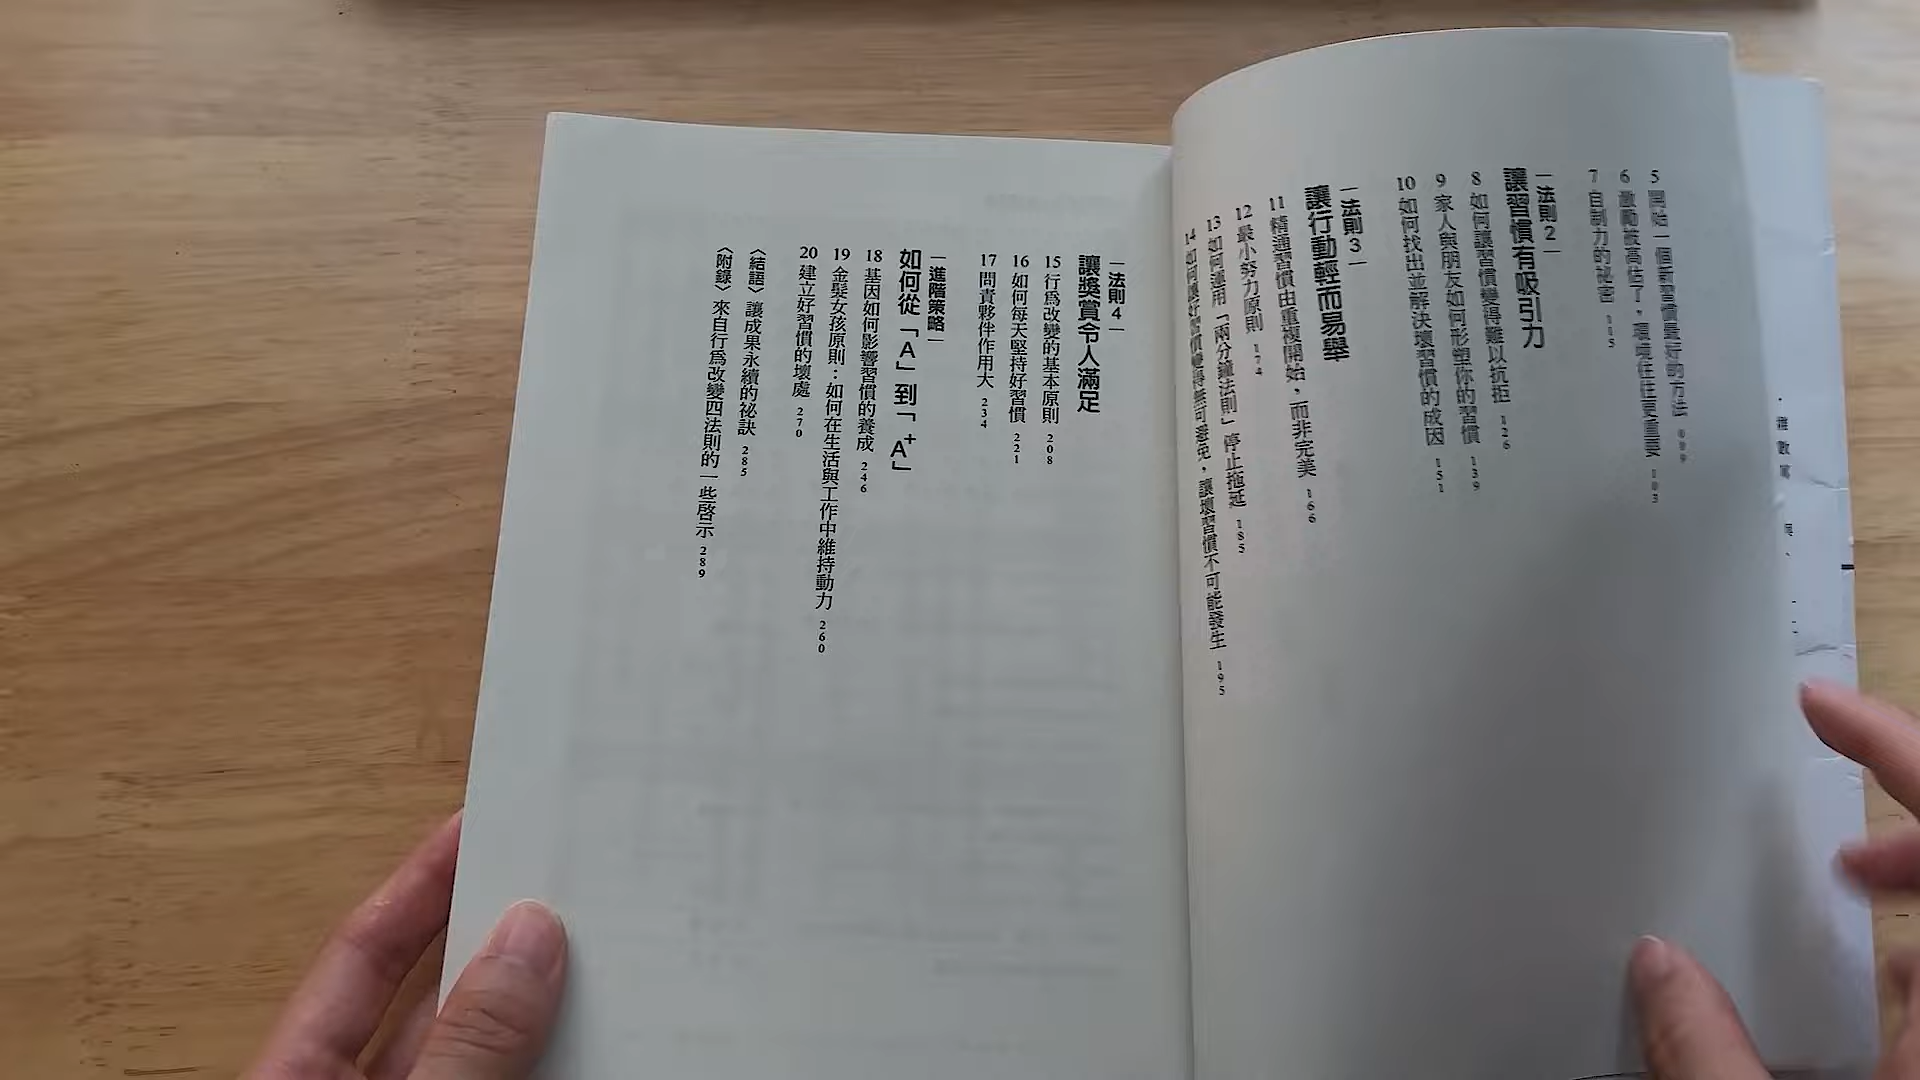 5 開始一個新習慣最好的方法 089
6 激勵被高估了，環境往往更重要 103
7 自制力的祕密 115
—法則2—
讓習慣有吸引力
8 如何讓習慣變得難以抗拒 126
9 家人與朋友如何形塑你的習慣 139
10 如何找出並解決壞習慣的成因 151
—法則3—
讓行動輕而易舉
11 精通習慣由重複開始，而非完美 166
12 最小努力原則 174
13 如何運用「兩分鐘法則」停止拖延 185
14 如何讓好習慣變得無可避免，讓壞習慣不可能發生 195
—法則4—
讓獎賞令人滿足
15 行為改變的基本原則 208
16 如何每天堅持好習慣 221
17 問責夥伴作用大 234
—進階策略—
如何從「A」到「A+」
18 基因如何影響習慣的養成 246
19 金髮女孩原則：如何在生活與工作中維持動力 260
20 建立好習慣的壞處 270
〈結語〉讓成果永續的祕訣 285
〈附錄〉來自行為改變四法則的一些啓示 289